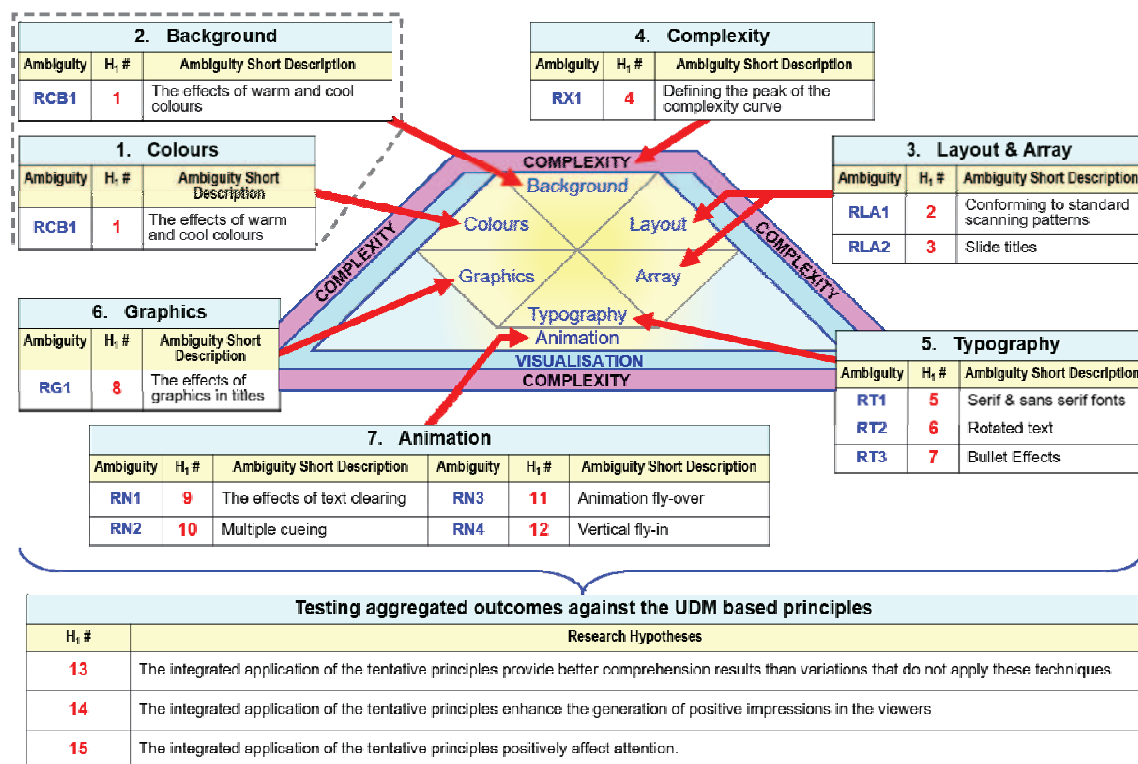 2. Background
Ambiguity H1 # Ambiguity Short Description
RCB1 1 The effects of warm and cool
colours
4. Complexity
Ambiguity H1 # Ambiguity Short Description
RX1 4 Defining the peak of the
complexity curve
1. Colours
Ambiguity H1 # Ambiguity Short
Description
RCB1 1 The effects of warm
and cool colours
3. Layout & Array
Ambiguity H1 # Ambiguity Short Description
RLA1 2 Conforming to standard
scanning patterns
RLA2 3 Slide titles
COMPLEXITY
Background
Colours
Layout
COMPLEXITY
COMPLEXITY
Graphics
Array
Typography
Animation
VISUALISATION
COMPLEXITY
6. Graphics
Ambiguity H1 # Ambiguity Short
Description
RG1 8 The effects of
graphics in titles
5. Typography
Ambiguity H1 # Ambiguity Short Description
RT1 5 Serif & sans serif fonts
RT2 6 Rotated text
RT3 7 Bullet Effects
7. Animation
Ambiguity H1 # Ambiguity Short Description Ambiguity H1 # Ambiguity Short Description
RN1 9 The effects of text clearing RN3 11 Animation fly-over
RN2 10 Multiple cueing RN4 12 Vertical fly-in
Testing aggregated outcomes against the UDM based principles
H1 # Research Hypotheses
13 The integrated application of the tentative principles provide better comprehension results than variations that do not apply these techniques
14 The integrated application of the tentative principles enhance the generation of positive impressions in the viewers
15 The integrated application of the tentative principles positively affect attention.